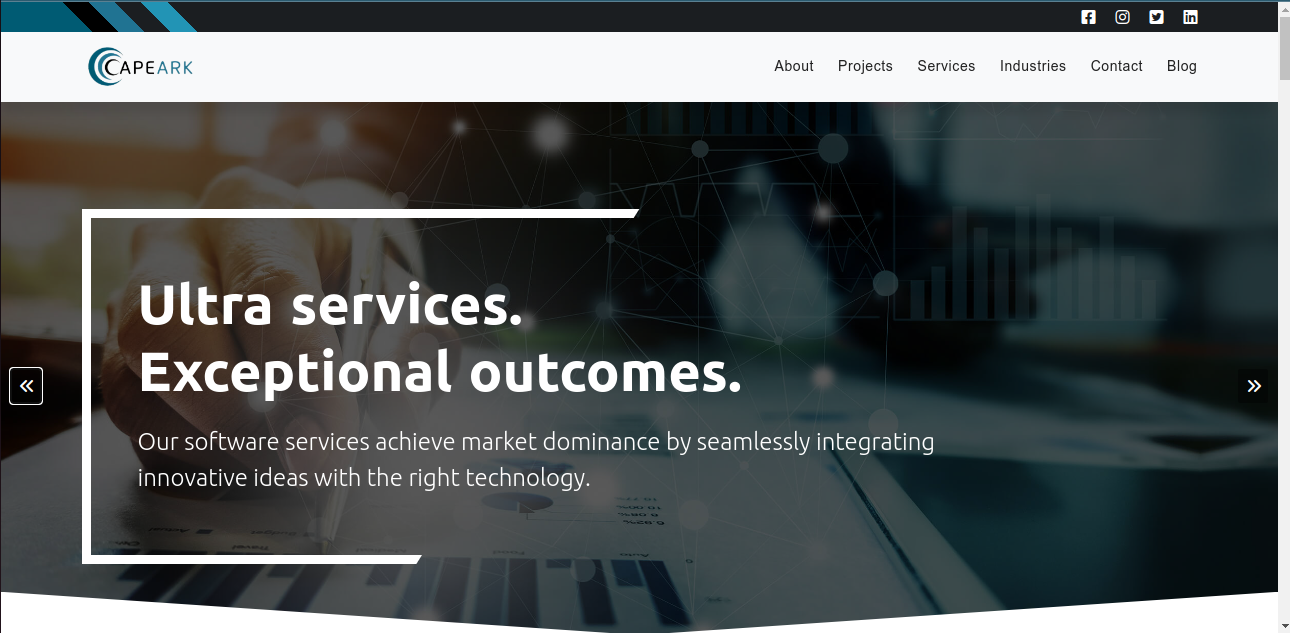 CAPEARK
About Projects Services Industries Contact Blog
Ultra services.
Exceptional outcomes.
Our software services achieve market dominance by seamlessly integrating
innovative ideas with the right technology.